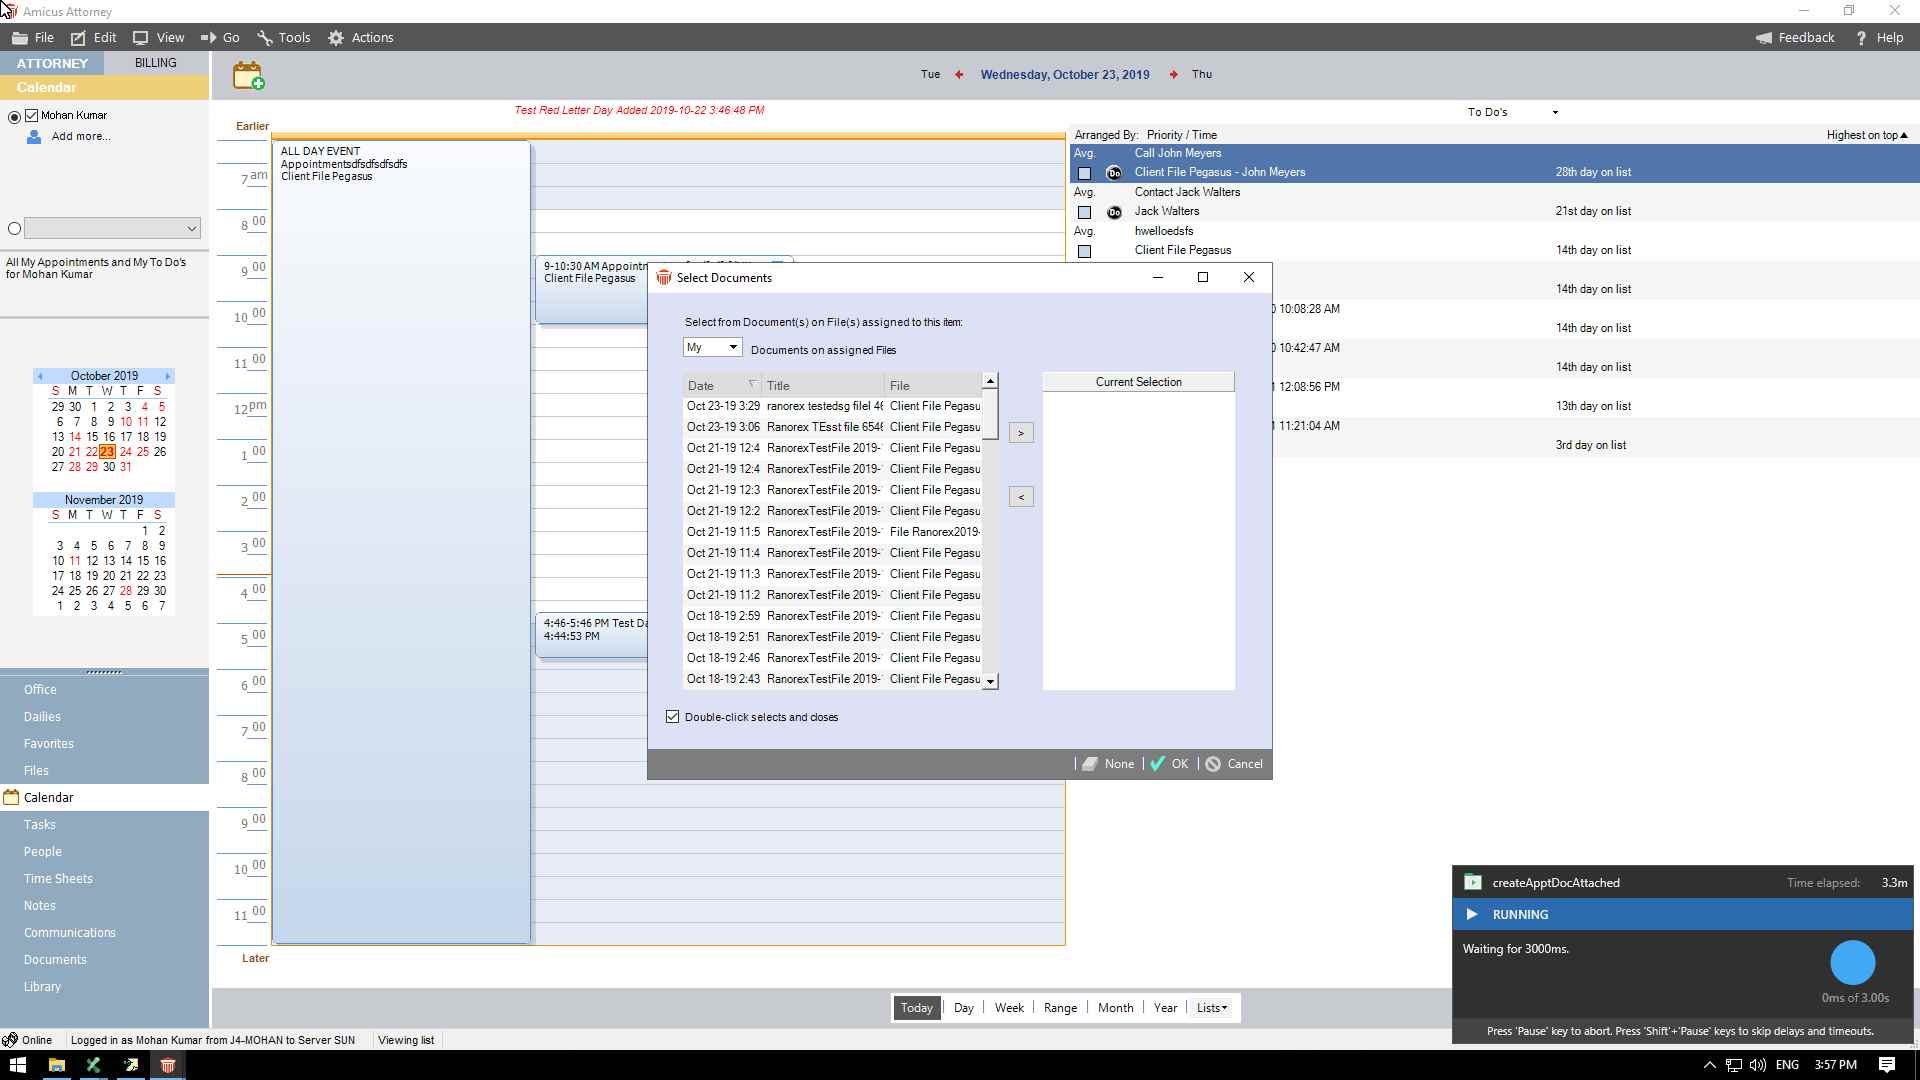 Amicus Attorney
File Edit View Go Tools Actions Feedback ? Help
ATTORNEY BILLING
Calendar
Mohan Kumar
Add more...
All My Appointments and My To Do's
for Mohan Kumar
October 2019
S M T W T F S
29 30 1 2 3 4 5
6 7 8 9 10 11 12
13 14 15 16 17 18 19
20 21 22 23 24 25 26
27 28 29 30 31
November 2019
S M T W T F S
1 2
3 4 5 6 7 8 9
10 11 12 13 14 15 16
17 18 19 20 21 22 23
24 25 26 27 28 29 30
1 2 3 4 5 6 7
Office
Dailies
Favorites
Files
Calendar
Tasks
People
Time Sheets
Notes
Communications
Documents
Library
Tue Wednesday, October 23, 2019 Thu
Test Red Letter Day Added 2019-10-22 3:46:48 PM
Earlier
7 am
8 00
9 00
10 00
11 00
12 pm
1 00
2 00
3 00
4 00
5 00
6 00
7 00
8 00
9 00
10 00
11 00
Later
ALL DAY EVENT
Appointmentsdfsdfsdfsdfs
Client File Pegasus
9-10:30 AM
Client File Pegasus
4:46-5:46 PM Test
4:44:53 PM
To Do's
Arranged By: Priority / Time Highest on top
Avg. Call John Meyers
Do Client File Pegasus - John Meyers 28th day on list
Avg. Contact Jack Walters
Do Jack Walters 21st day on list
Avg. hwelloedsfs
Client File Pegasus 14th day on list
14th day on list
10:08:28 AM
14th day on list
10:42:47 AM
14th day on list
12:08:56 PM
13th day on list
11:21:04 AM
3rd day on list
Select Documents
Select from Document(s) on File(s) assigned to this item:
My Documents on assigned Files
Date Title File
Oct 23-19 3:29 ranorex testedsg filel 46 Client File Pegasu
Oct 23-19 3:06 Ranorex TEsst file 6546 Client File Pegasu
Oct 21-19 12:4 RanorexTestFile 2019- Client File Pegasu
Oct 21-19 12:4 RanorexTestFile 2019- Client File Pegasu
Oct 21-19 12:3 RanorexTestFile 2019- Client File Pegasu
Oct 21-19 12:2 RanorexTestFile 2019- Client File Pegasu
Oct 21-19 11:5 RanorexTestFile 2019- File Ranorex2019-
Oct 21-19 11:4 RanorexTestFile 2019- Client File Pegasu
Oct 21-19 11:3 RanorexTestFile 2019- Client File Pegasu
Oct 21-19 11:2 RanorexTestFile 2019- Client File Pegasu
Oct 18-19 2:59 RanorexTestFile 2019- Client File Pegasu
Oct 18-19 2:51 RanorexTestFile 2019- Client File Pegasu
Oct 18-19 2:46 RanorexTestFile 2019- Client File Pegasu
Oct 18-19 2:43 RanorexTestFile 2019- Client File Pegasu
>
<
Current Selection
Double-click selects and closes
None OK Cancel
Today Day Week Range Month Year Lists
createApptDocAttached Time elapsed: 3.3m
RUNNING
Waiting for 3000ms.
0ms of 3.00s
Press 'Pause' key to abort. Press 'Shift'+'Pause' keys to skip delays and timeouts.
Online Logged in as Mohan Kumar from J4-MOHAN to Server SUN Viewing list
ENG 3:57 PM